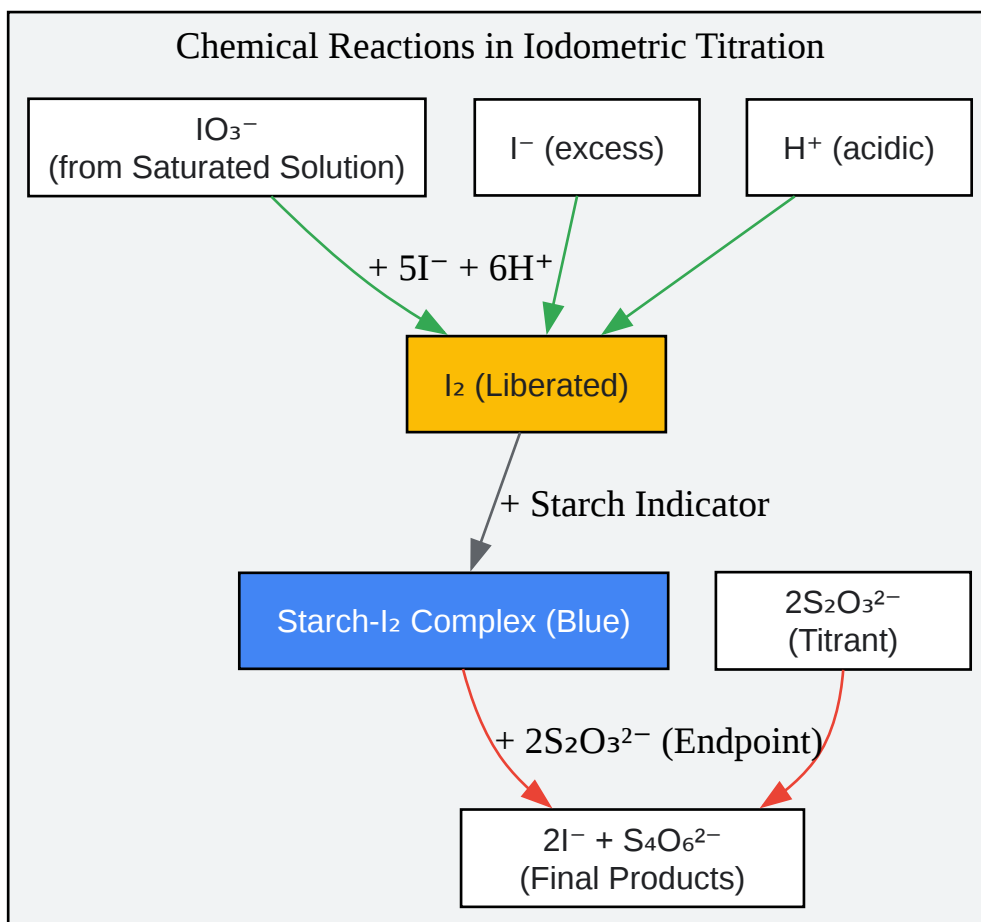 Chemical Reactions in Iodometric Titration
IO₃⁻
(from Saturated Solution)
I⁻ (excess)
H⁺ (acidic)
+ 5I⁻ + 6H⁺
I₂ (Liberated)
+ Starch Indicator
Starch-I₂ Complex (Blue)
2S₂O₃²⁻
(Titrant)
+ 2S₂O₃²⁻ (Endpoint)
2I⁻ + S₄O₆²⁻
(Final Products)